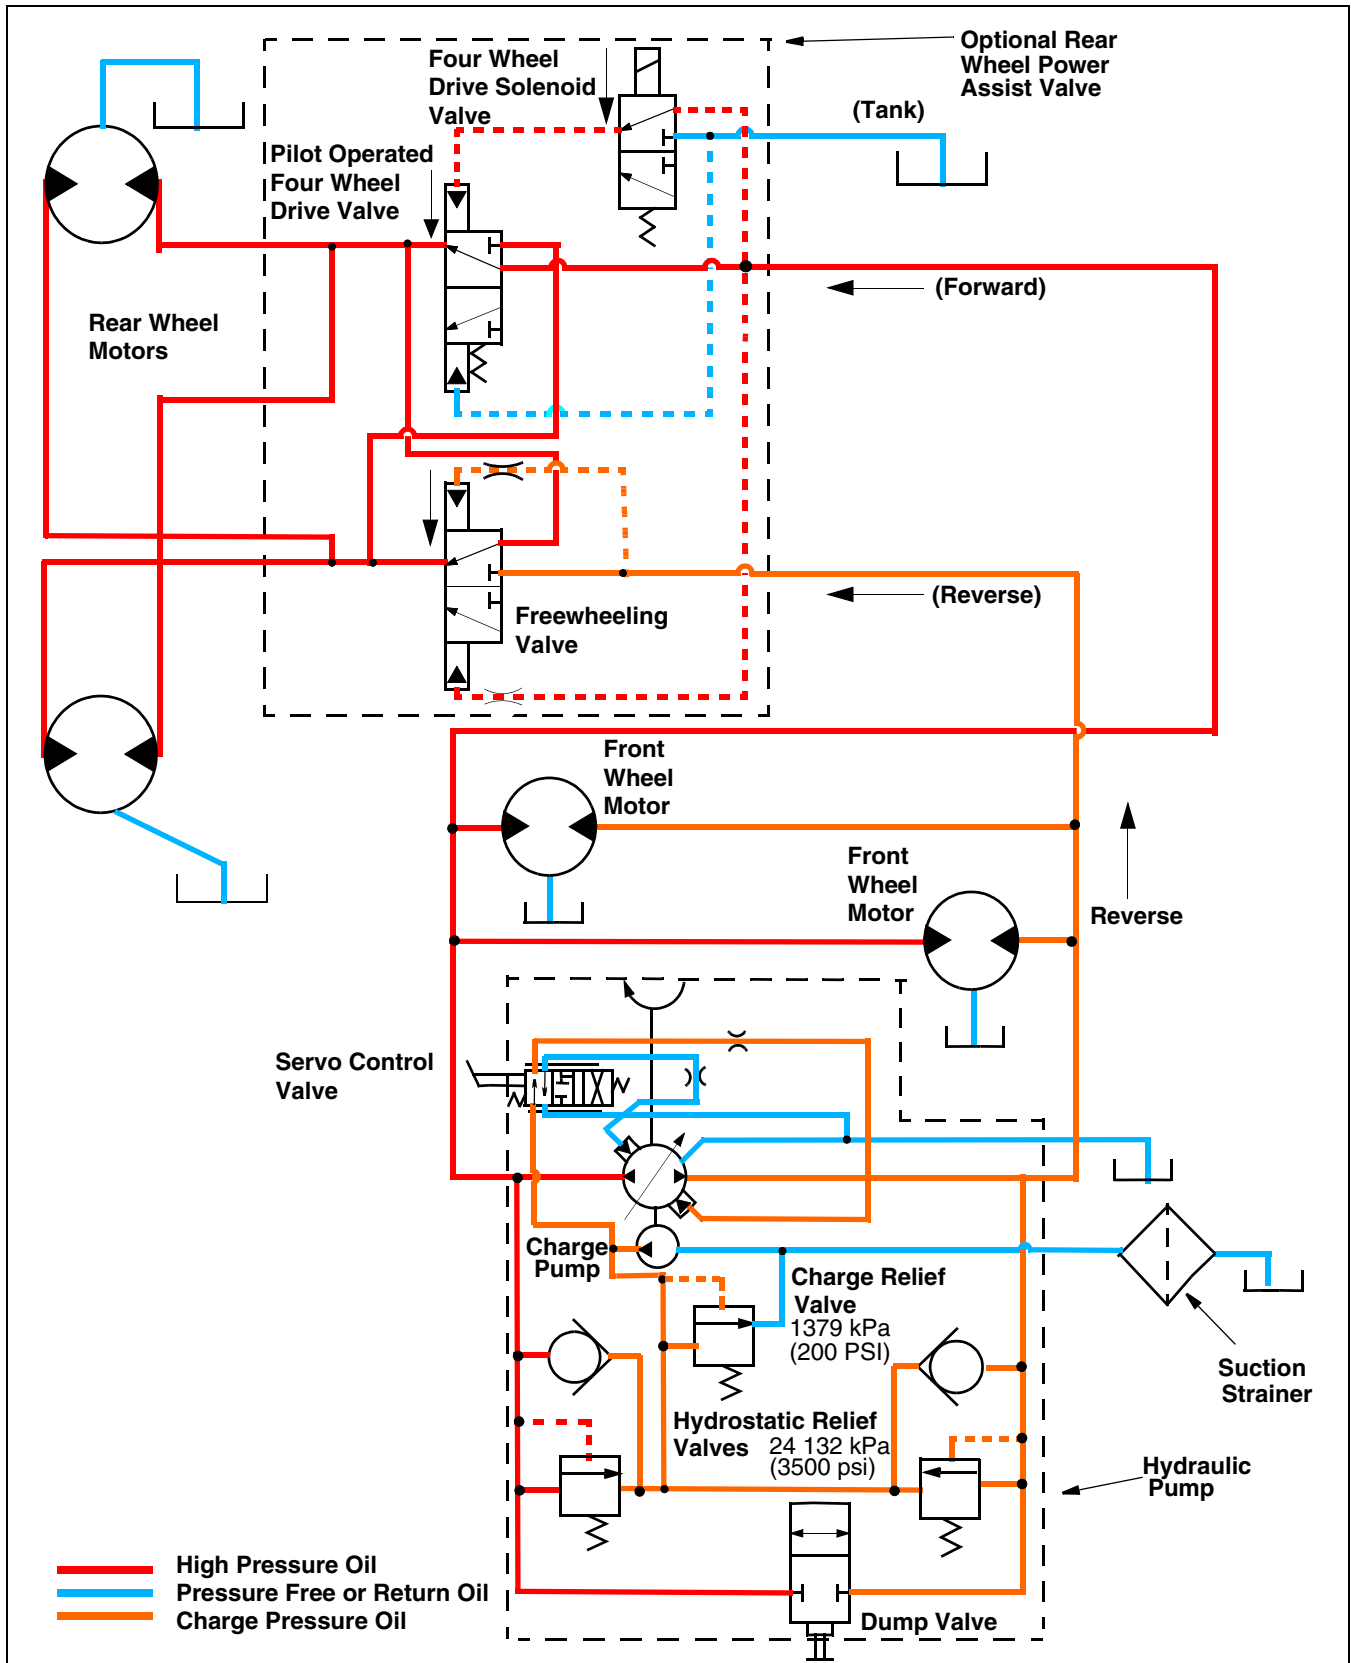 Optional Rear
Wheel Power
Assist Valve
Four Wheel
Drive Solenoid
Valve
(Tank)
Pilot Operated
Four Wheel
Drive Valve
(Forward)
Rear Wheel
Motors
(Reverse)
Freewheeling
Valve
Front
Wheel
Motor
Front
Wheel
Motor
Reverse
Servo Control
Valve
Charge
Pump
Charge Relief
Valve
1379 kPa
(200 PSI)
Suction
Strainer
Hydrostatic Relief
Valves 24 132 kPa
(3500 psi)
Hydraulic
Pump
High Pressure Oil
Pressure Free or Return Oil
Charge Pressure Oil
Dump Valve